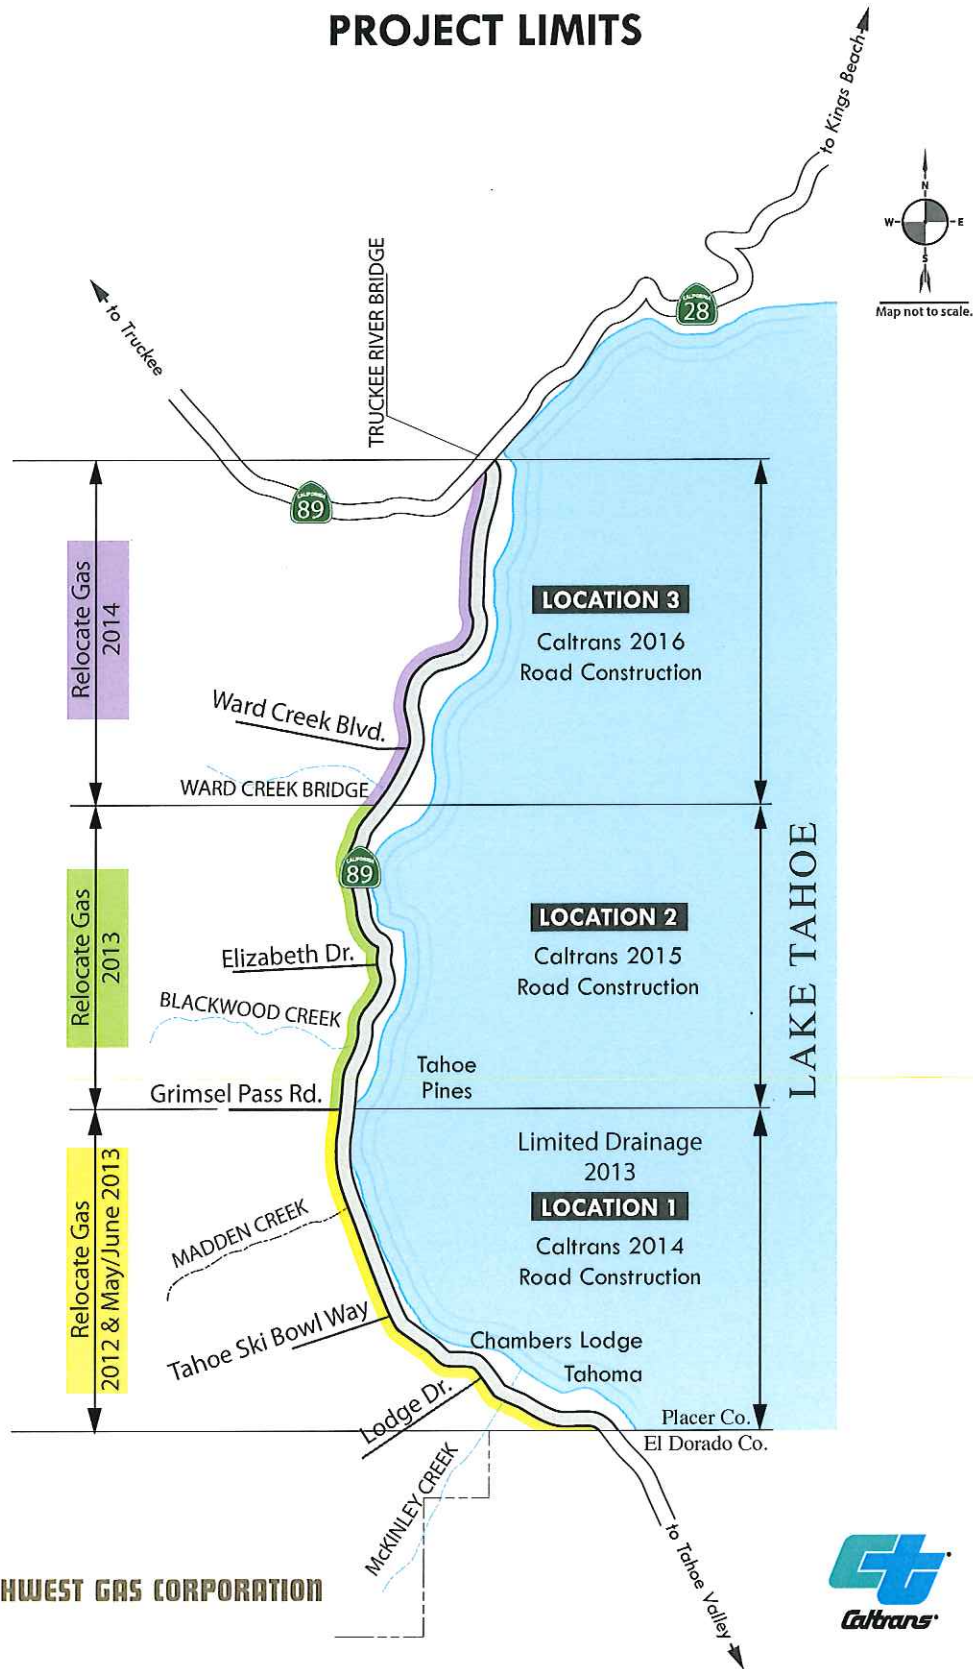 PROJECT LIMITS
to Kings Beach
N
W
E
S
Map not to scale.
CALIFORNIA
28
to Truckee
TRUCKEE RIVER BRIDGE
CALIFORNIA
89
Relocate Gas
2014
LOCATION 3
Caltrans 2016
Road Construction
Ward Creek Blvd.
WARD CREEK BRIDGE
CALIFORNIA
89
LAKE TAHOE
Relocate Gas
2013
LOCATION 2
Caltrans 2015
Road Construction
Elizabeth Dr.
BLACKWOOD CREEK
Tahoe
Pines
Grimsel Pass Rd.
Limited Drainage
2013
LOCATION 1
Caltrans 2014
Road Construction
Relocate Gas
2012 & May/June 2013
MADDEN CREEK
Tahoe Ski Bowl Way
Chambers Lodge
Tahoma
Lodge Dr.
Placer Co.
El Dorado Co.
McKINLEY CREEK
to Tahoe Valley
HWEST GAS CORPORATION
Ct
Caltrans